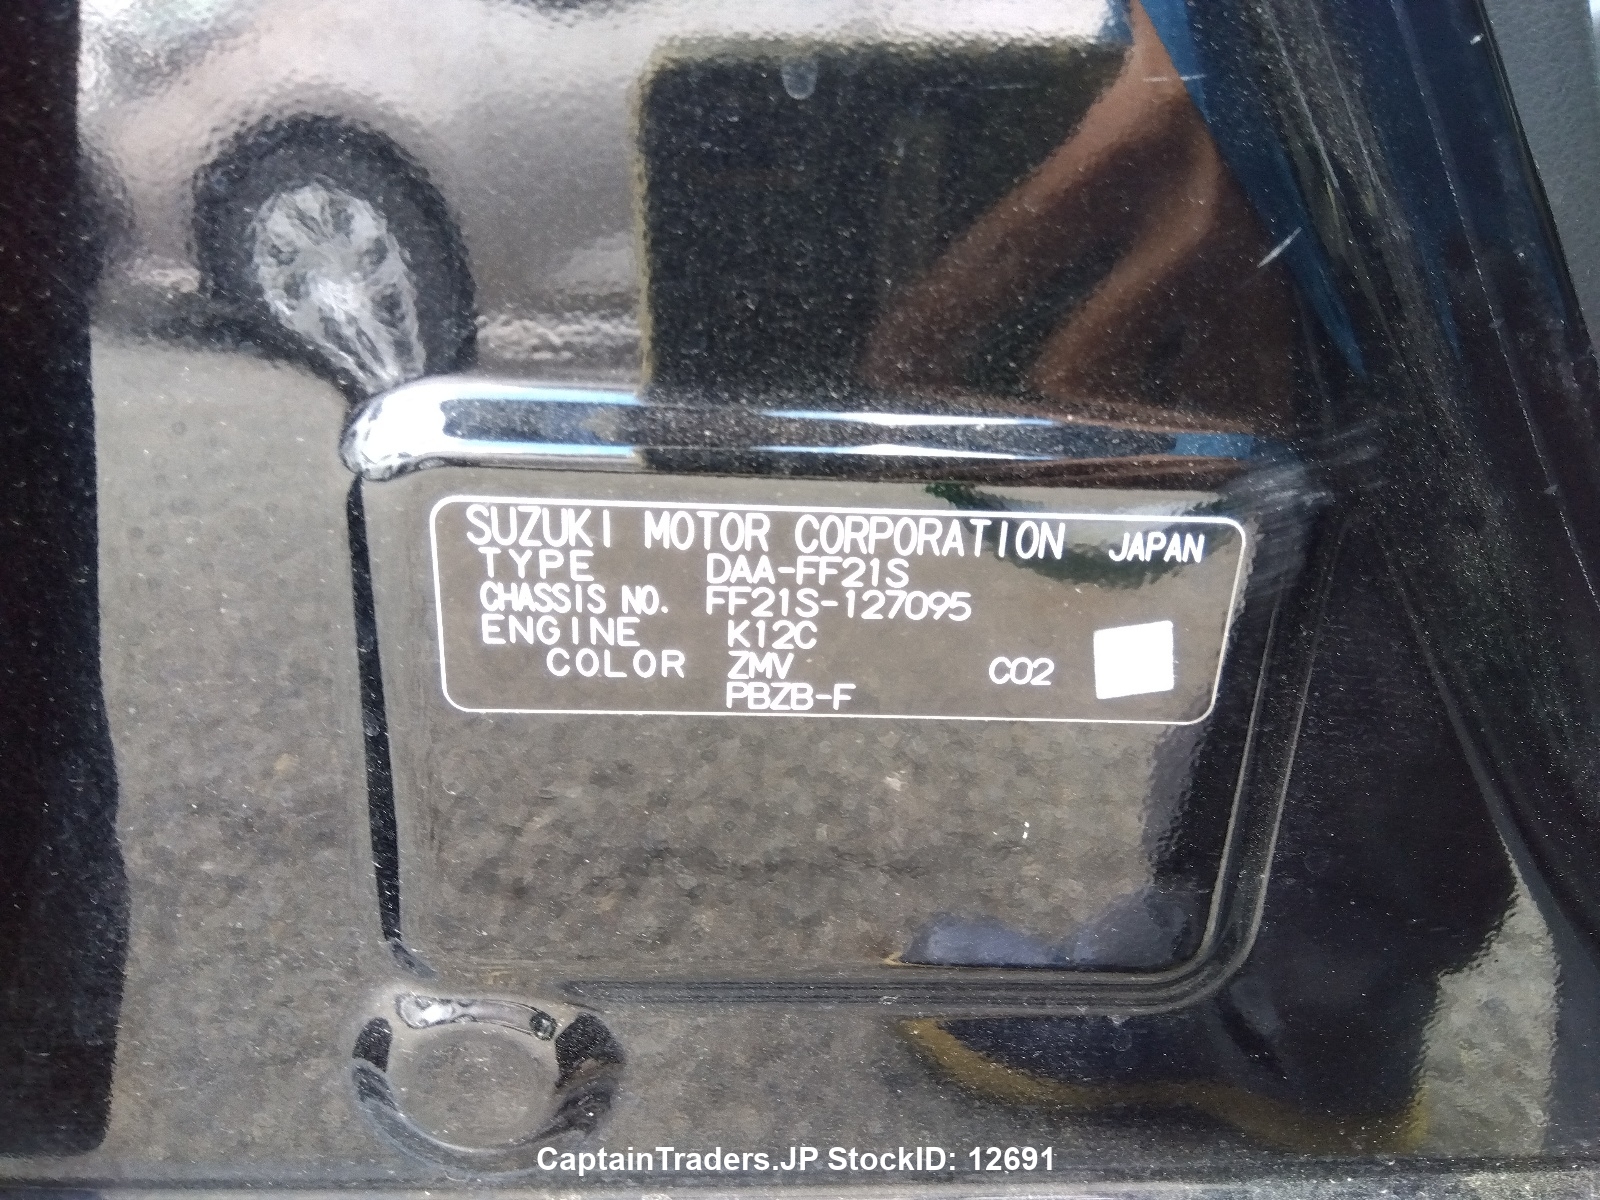 SUZUKI MOTOR CORPORATION JAPAN
TYPE DAA-FF21S
CHASSIS NO. FF21S-127095
ENGINE K12C
COLOR ZMV CO2
PBZB-F
CaptainTraders.JP StockID: 12691